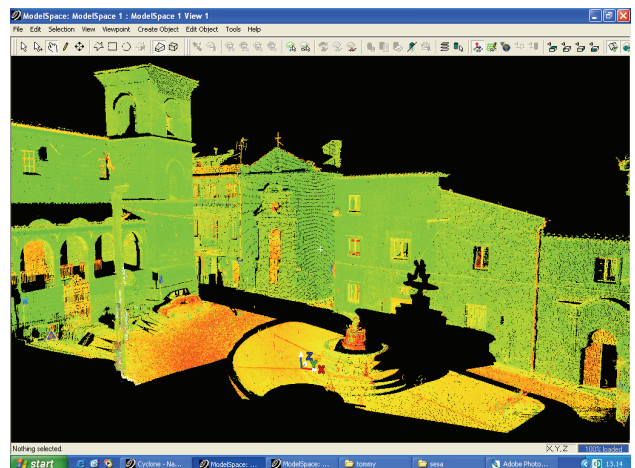 ModelSpace: ModelSpace 1 : ModelSpace 1 View 1
File Edit Selection View Viewpoint Create Object Edit Object Tools Help
Z
Y X
Nothing selected.
X,Y,Z 100% loaded
start Cyclone - Na... ModelSpace: ... ModelSpace: ... tommy sesa Adobe Photo... 13.14